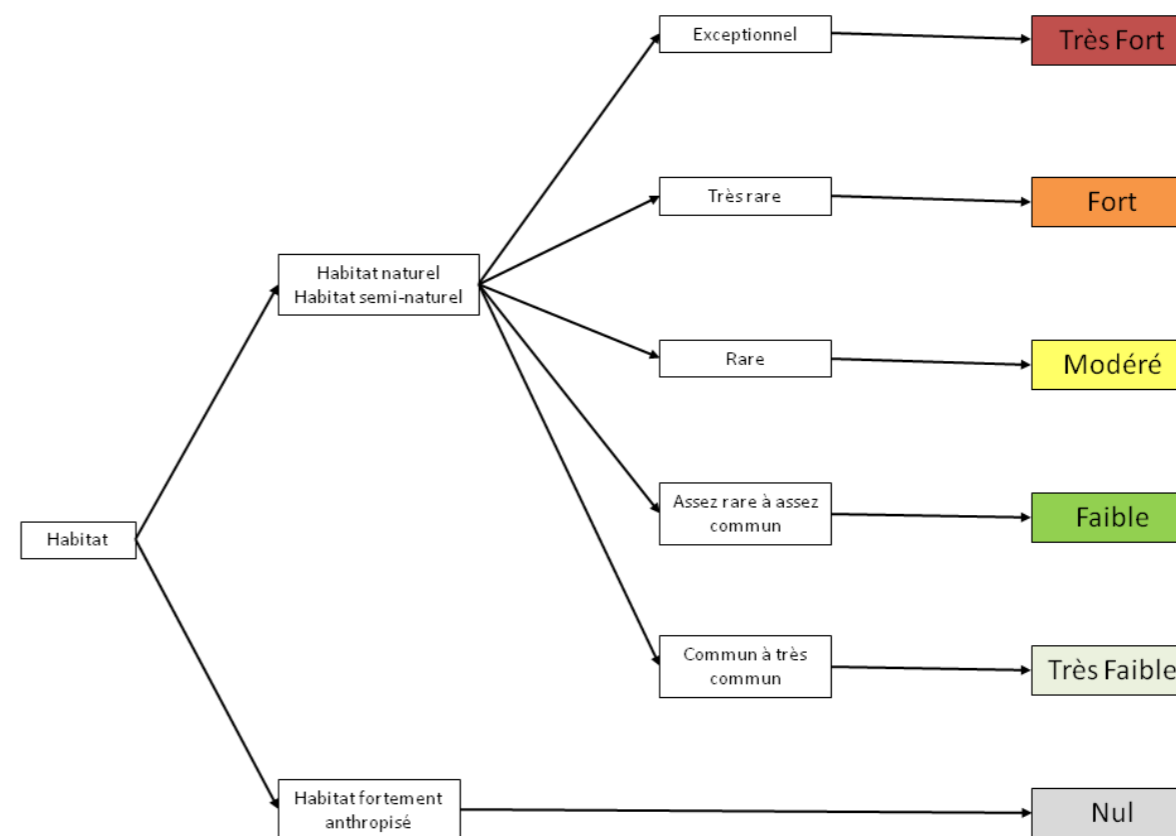 Exceptionnel
Très Fort
Très rare
Fort
Habitat naturel
Habitat semi-naturel
Rare
Modéré
Assez rare à assez
commun
Faible
Habitat
Commun à très
commun
Très Faible
Habitat fortement
anthropisé
Nul